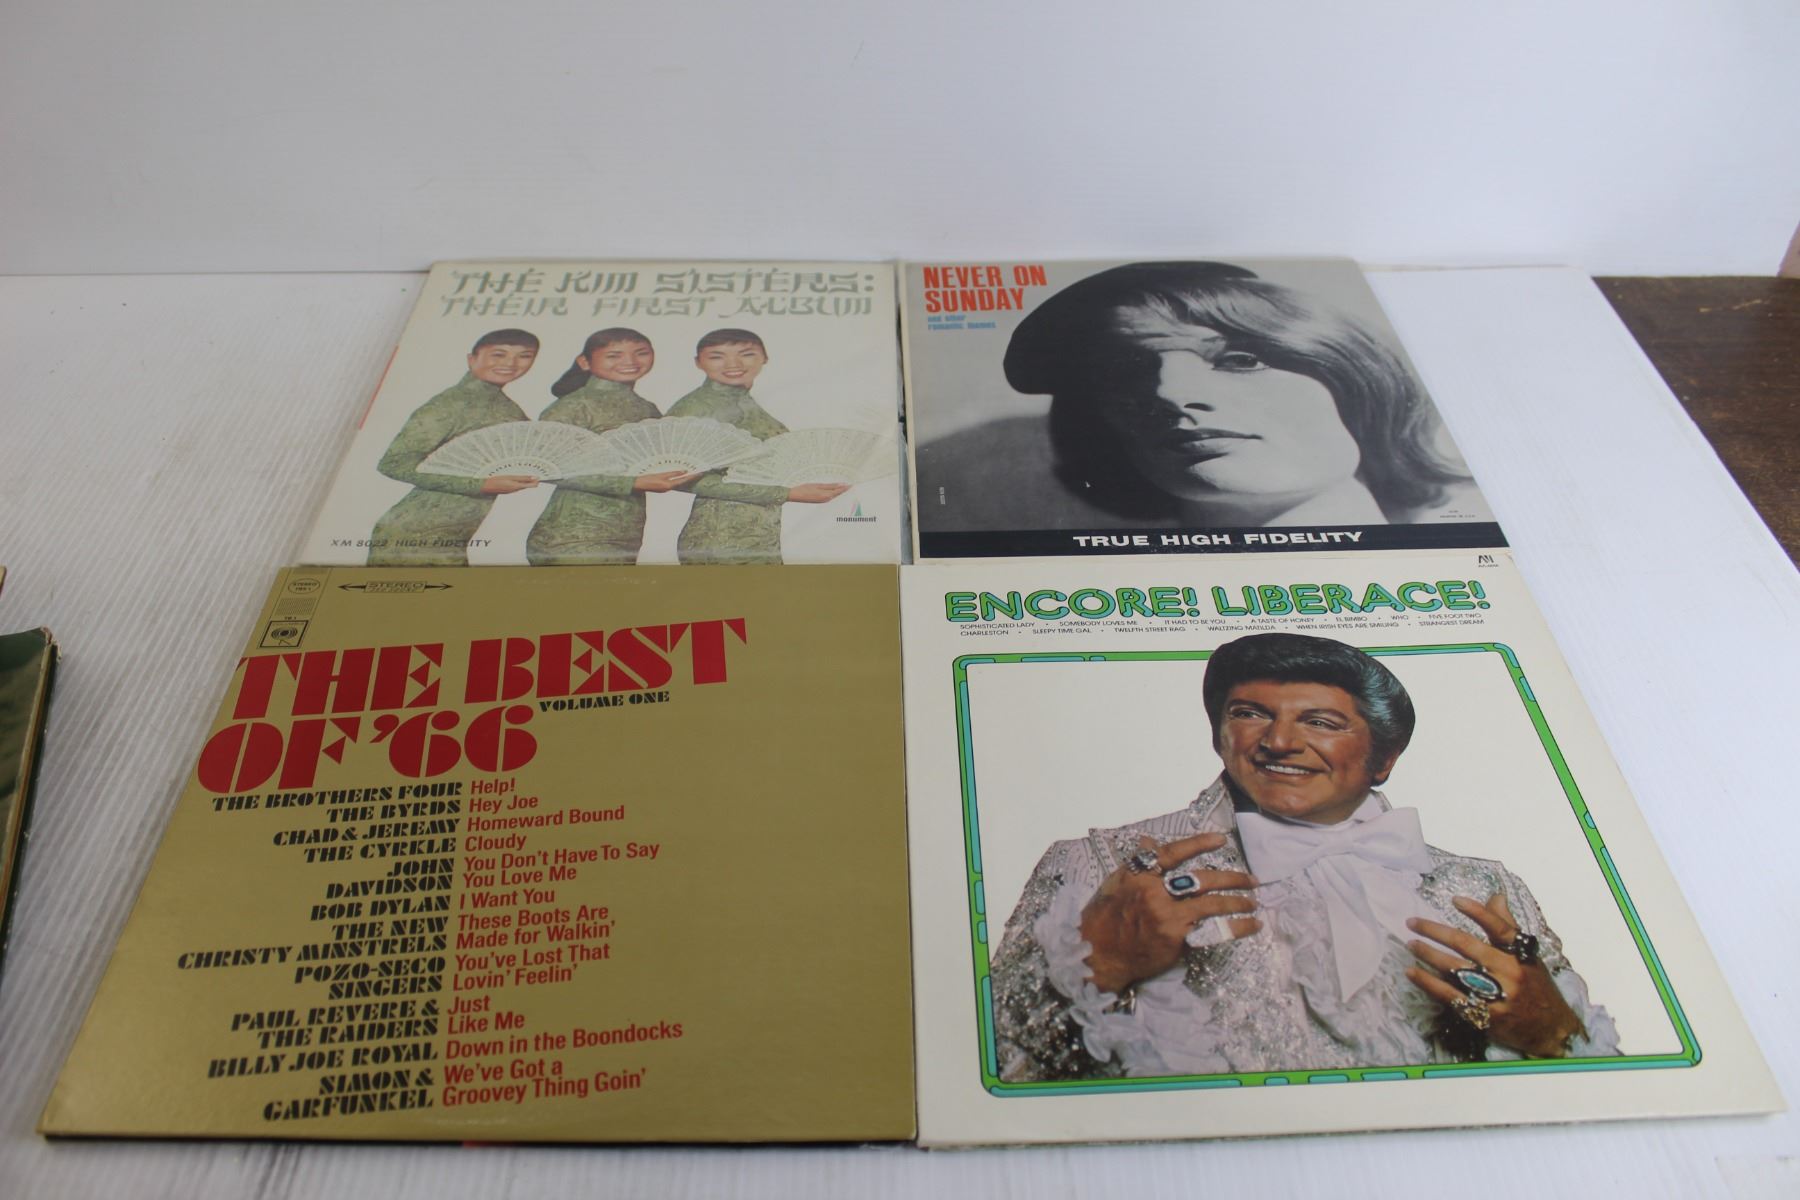 THE KIM SISTERS:
THEIR FIRST ALBUM
monument
XM 8022 HIGH FIDELITY
NEVER ON
SUNDAY
and other
romantic themes
TRUE HIGH FIDELITY
STEREO
STEREO
THE BEST
OF '66
VOLUME ONE
THE BROTHERS FOUR Help!
THE BYRDS Hey Joe
CHAD & JEREMY Homeward Bound
THE CYRKLE Cloudy
JOHN You Don't Have To Say
DAVIDSON You Love Me
BOB DYLAN I Want You
THE NEW These Boots Are
CHRISTY MINSTRELS Made for Walkin'
POZO-SECO You've Lost That
SINGERS Lovin' Feelin'
PAUL REVERE & Just
THE RAIDERS Like Me
BILLY JOE ROYAL Down in the Boondocks
SIMON & We've Got a
GARFUNKEL Groovey Thing Goin'
ENCORE! LIBERACE!
SOPHISTICATED LADY • SOMEBODY LOVES ME • IT HAD TO BE YOU • A TASTE OF HONEY • EL BIMBO • WHO • FIVE FOOT TWO
CHARLESTON • SLEEPY TIME GAL • TWELFTH STREET RAG • WALTZING MATILDA • WHEN IRISH EYES ARE SMILING • STRANGEST DREAM